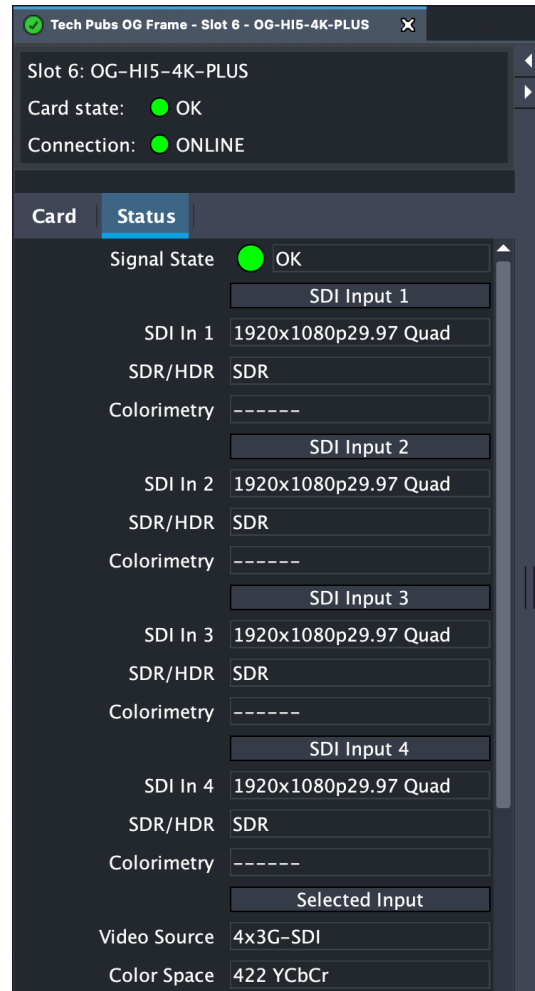 Tech Pubs OG Frame - Slot 6 - OG-HI5-4K-PLUS X
Slot 6: OG-HI5-4K-PLUS
Card state: OK
Connection: ONLINE
Card Status
Signal State OK
SDI Input 1
SDI In 1 1920x1080p29.97 Quad
SDR/HDR SDR
Colorimetry ------
SDI Input 2
SDI In 2 1920x1080p29.97 Quad
SDR/HDR SDR
Colorimetry ------
SDI Input 3
SDI In 3 1920x1080p29.97 Quad
SDR/HDR SDR
Colorimetry ------
SDI Input 4
SDI In 4 1920x1080p29.97 Quad
SDR/HDR SDR
Colorimetry ------
Selected Input
Video Source 4x3G-SDI
Color Space 422 YCbCr